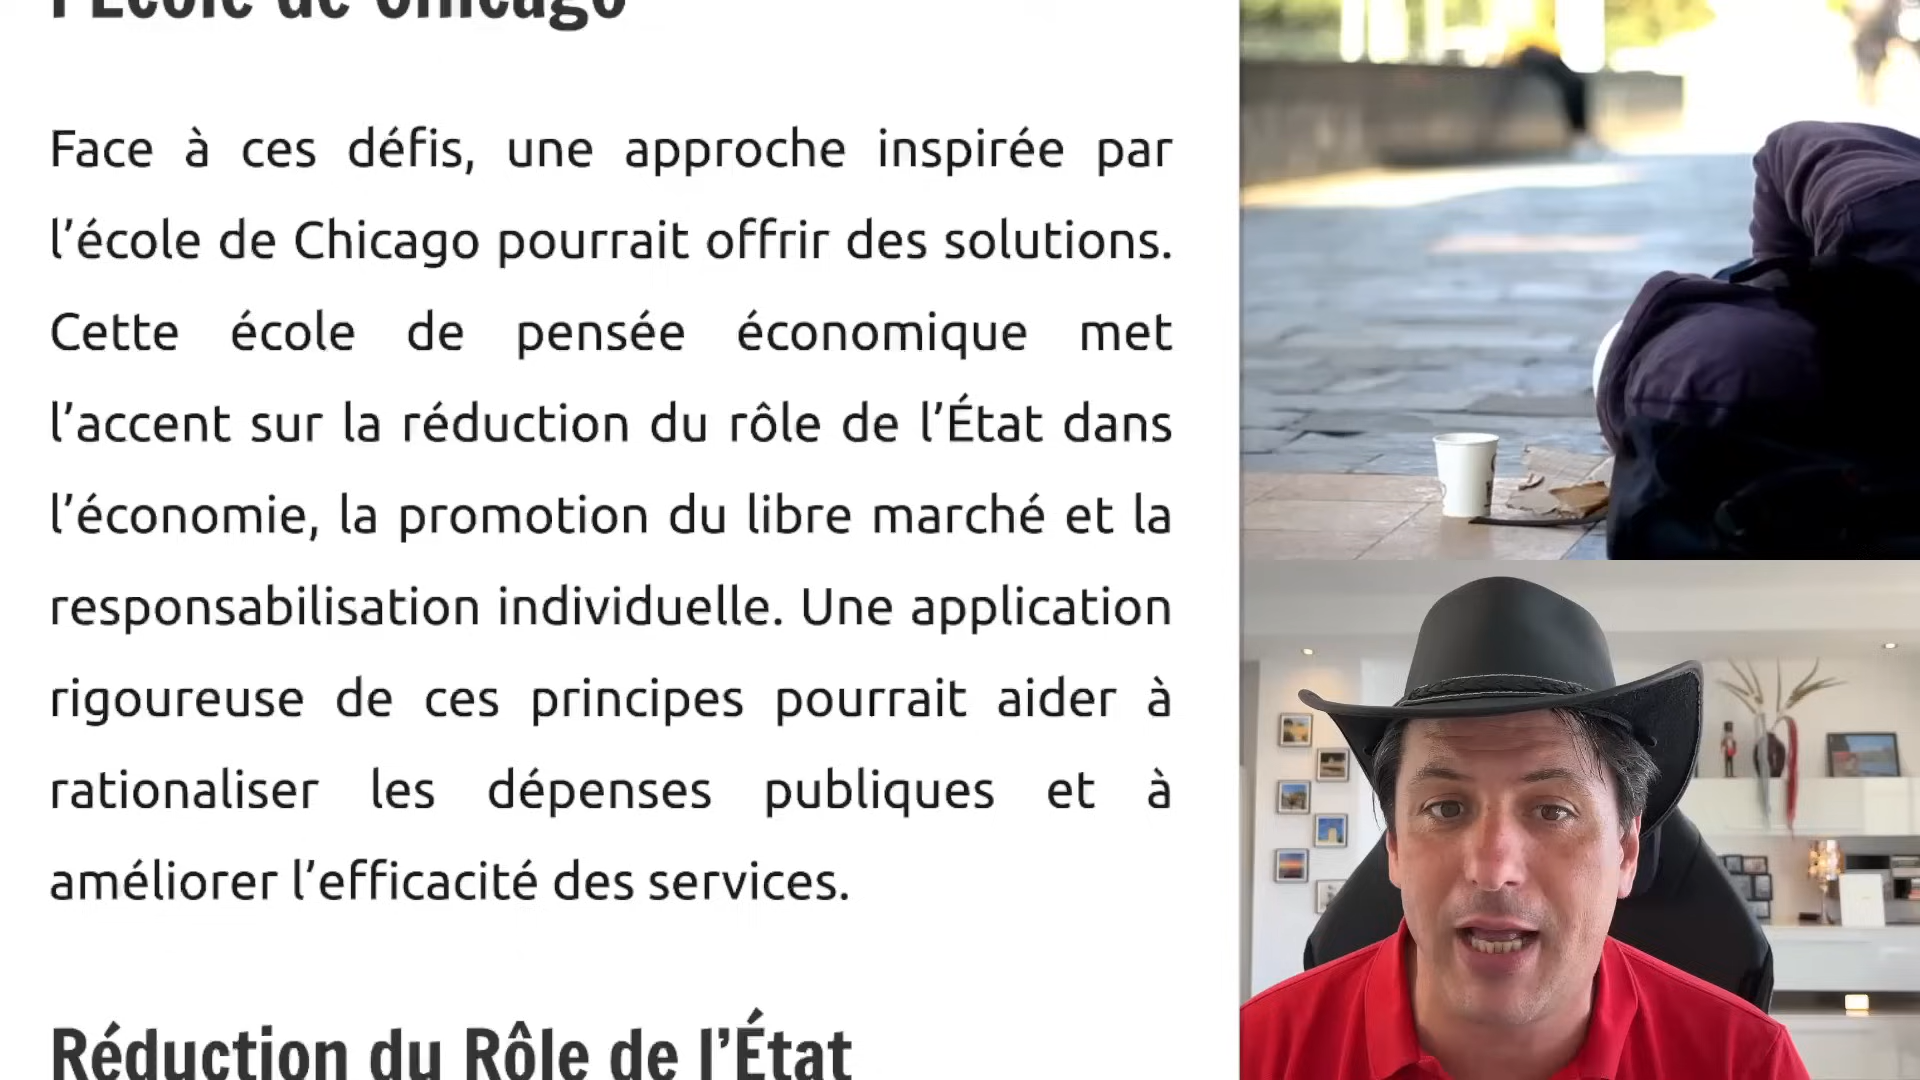 l'École de Chicago
Face à ces défis, une approche inspirée par
l’école de Chicago pourrait offrir des solutions.
Cette école de pensée économique met
l’accent sur la réduction du rôle de l’État dans
l’économie, la promotion du libre marché et la
responsabilisation individuelle. Une application
rigoureuse de ces principes pourrait aider à
rationaliser les dépenses publiques et à
améliorer l’efficacité des services.
Réduction du Rôle de l’État